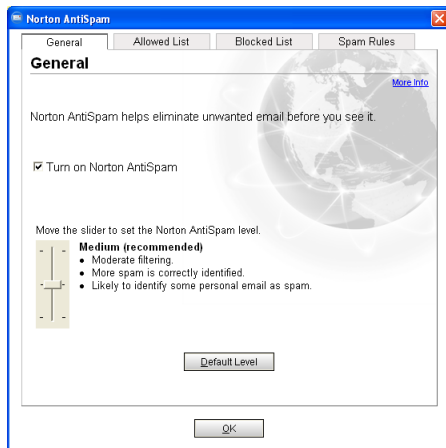 Norton AntiSpam
General
Allowed List
Blocked List
Spam Rules
General
More Info
Norton AntiSpam helps eliminate unwanted email before you see it.
Turn on Norton AntiSpam
Move the slider to set the Norton AntiSpam level.
Medium (recommended)
Moderate filtering.
More spam is correctly identified.
Likely to identify some personal email as spam.
Default Level
OK